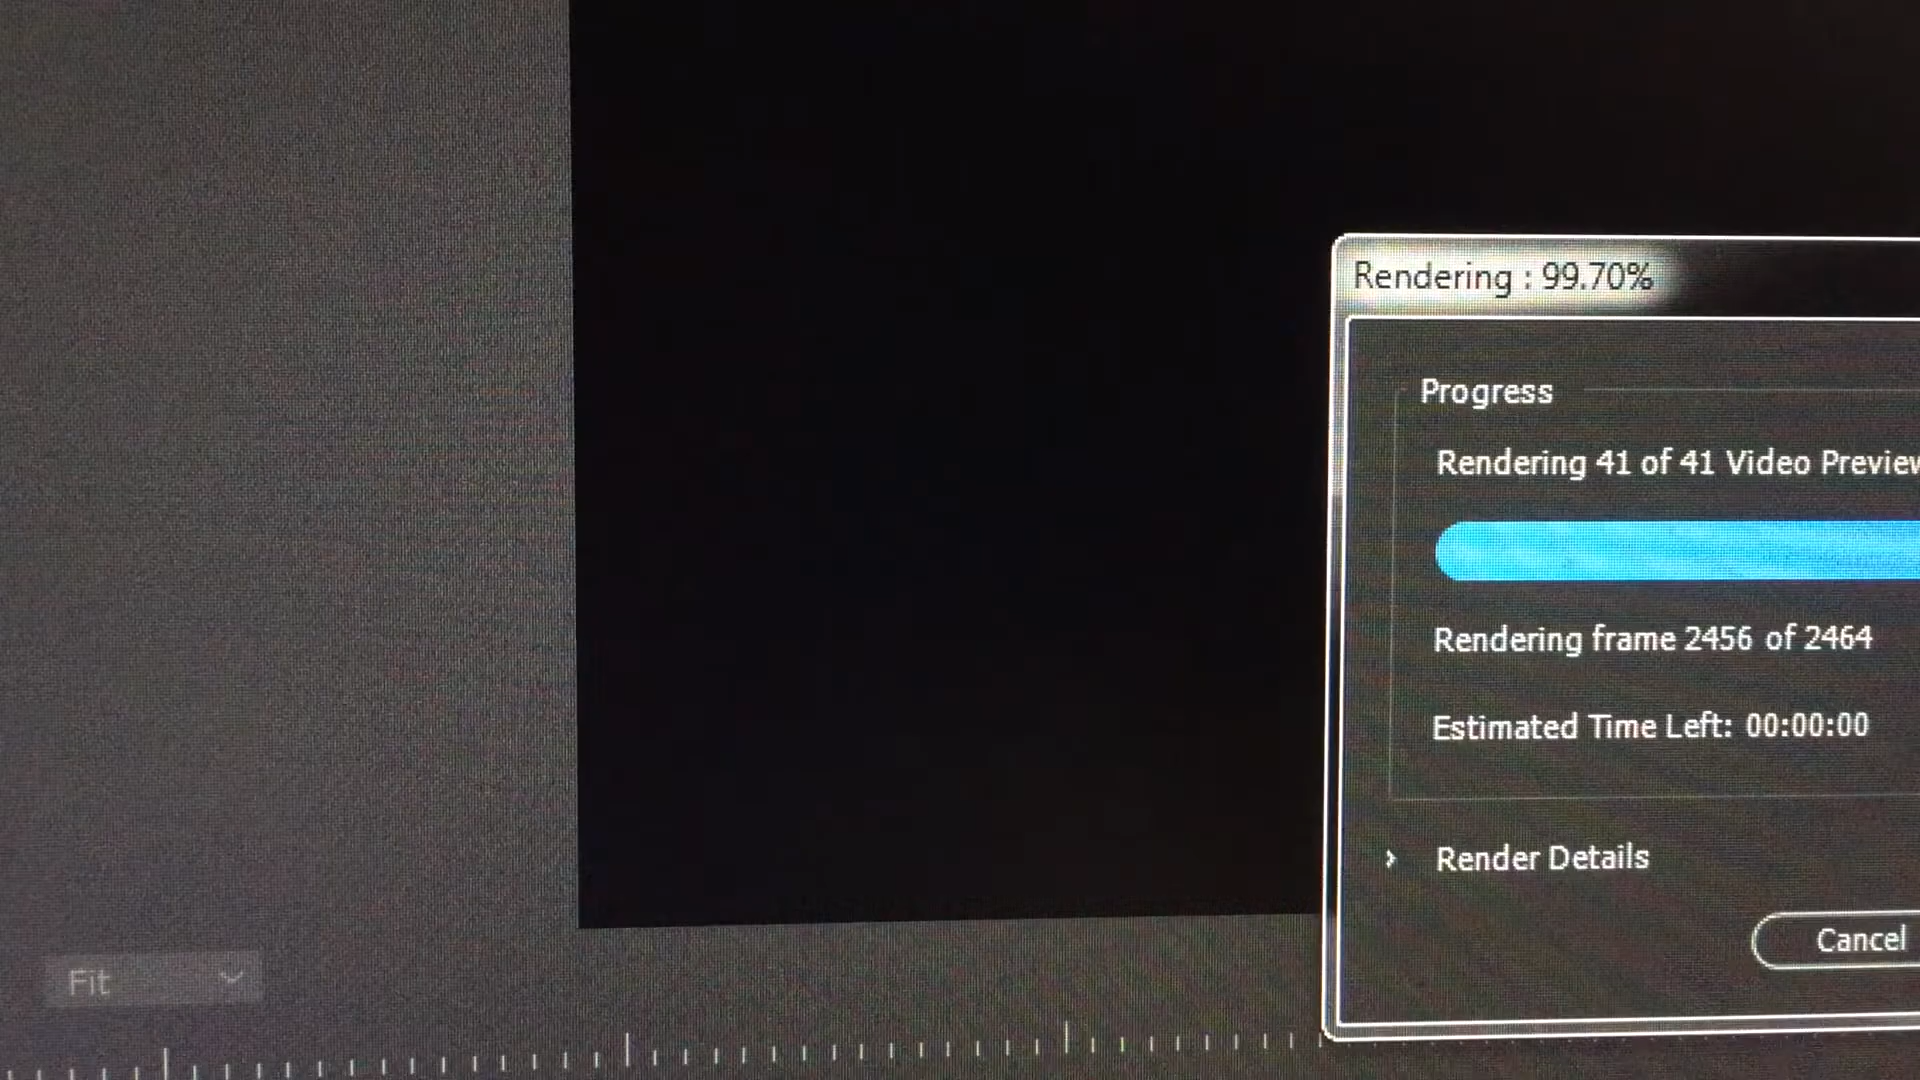 Rendering : 99.70%
Progress
Rendering 41 of 41 Video
Rendering frame 2456 of 2464
Estimated Time Left: 00:00:00
Render Details
Cancel
Fit